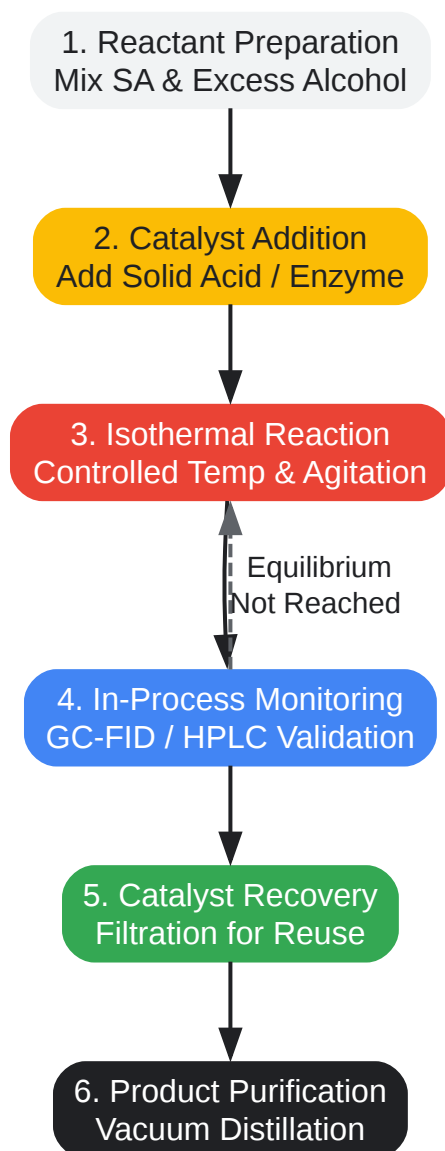 1. Reactant Preparation
Mix SA & Excess Alcohol
2. Catalyst Addition
Add Solid Acid / Enzyme
3. Isothermal Reaction
Controlled Temp & Agitation
Equilibrium
Not Reached
4. In-Process Monitoring
GC-FID / HPLC Validation
5. Catalyst Recovery
Filtration for Reuse
6. Product Purification
Vacuum Distillation